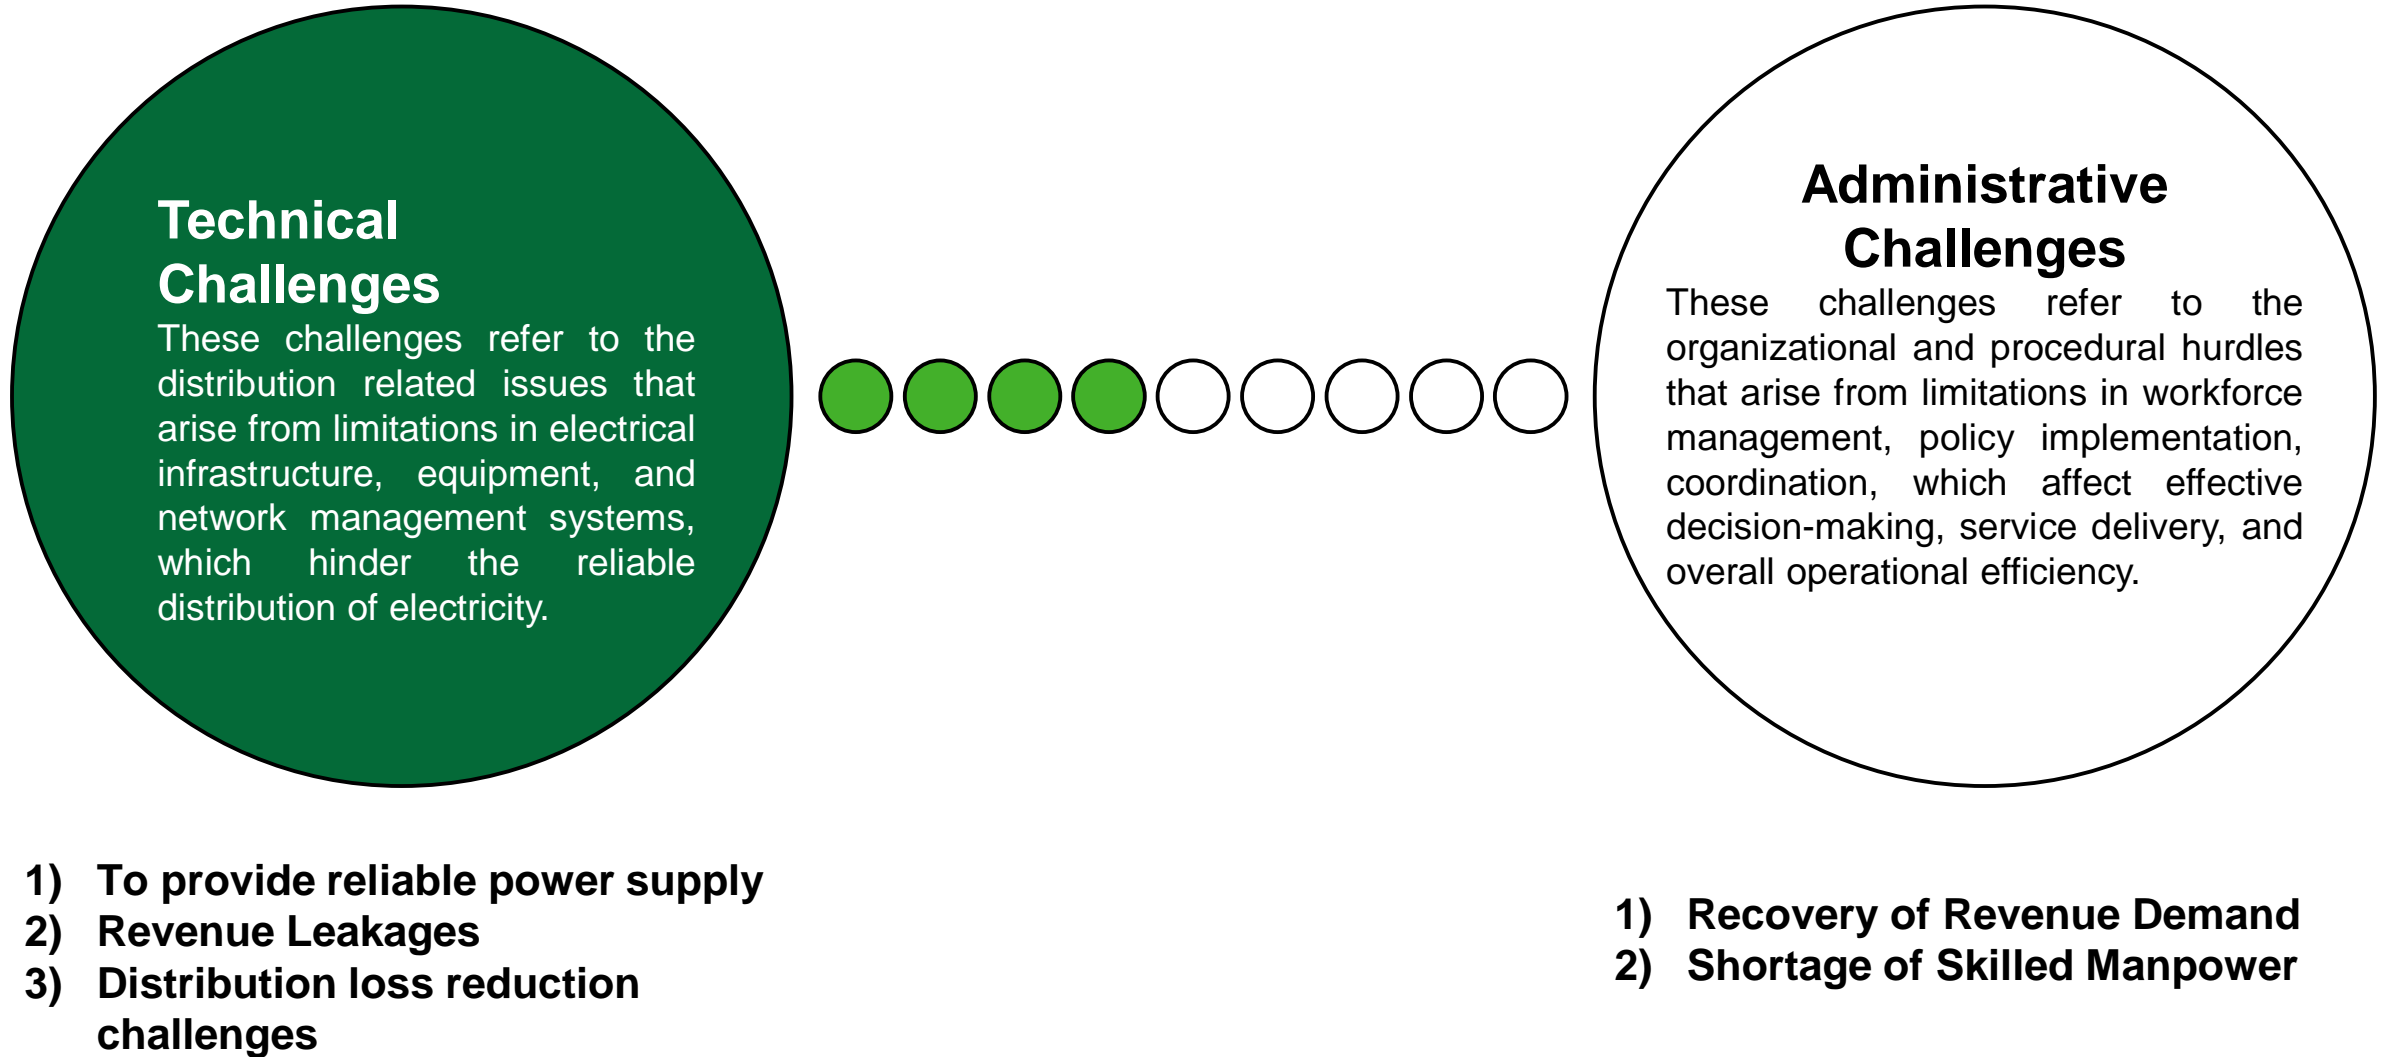 Technical
Challenges
These challenges refer to the
distribution related issues that
arise from limitations in electrical
infrastructure, equipment, and
network management systems,
which hinder the reliable
distribution of electricity.
Administrative
Challenges
These challenges refer to the
organizational and procedural hurdles
that arise from limitations in workforce
management, policy implementation,
coordination, which affect effective
decision-making, service delivery, and
overall operational efficiency.
1) To provide reliable power supply
2) Revenue Leakages
3) Distribution loss reduction
challenges
1) Recovery of Revenue Demand
2) Shortage of Skilled Manpower